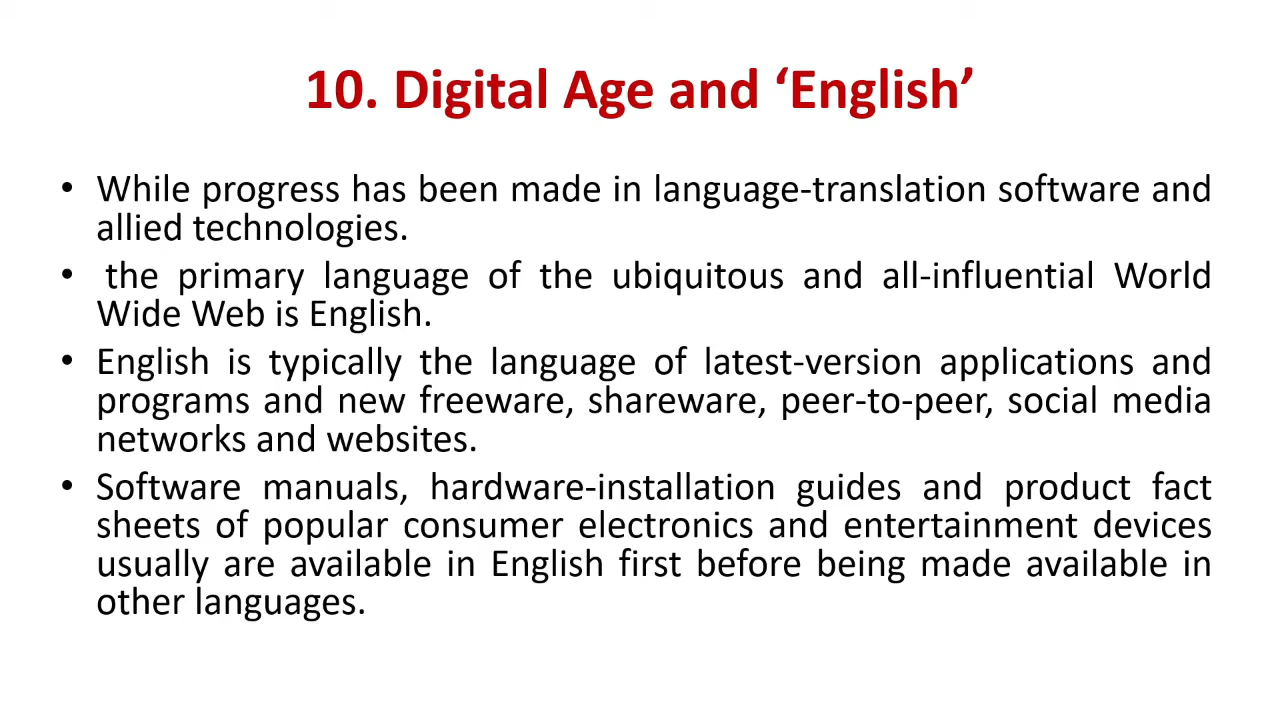 10. Digital Age and ‘English’
• While progress has been made in language-translation software and
allied technologies.
• the primary language of the ubiquitous and all-influential World
Wide Web is English.
• English is typically the language of latest-version applications and
programs and new freeware, shareware, peer-to-peer, social media
networks and websites.
• Software manuals, hardware-installation guides and product fact
sheets of popular consumer electronics and entertainment devices
usually are available in English first before being made available in
other languages.